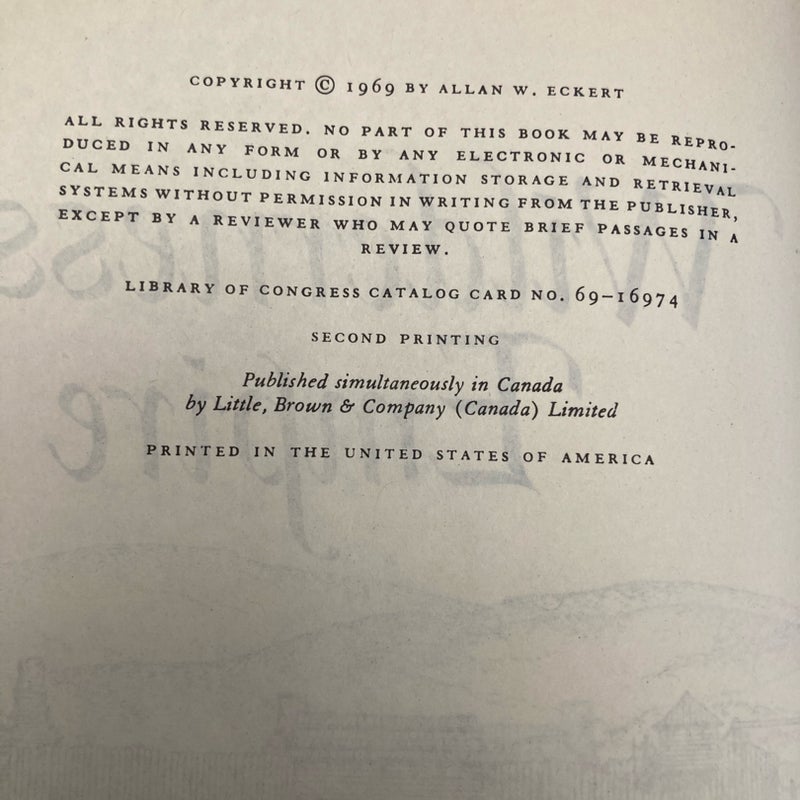 COPYRIGHT © 1969 BY ALLAN W. ECKERT
ALL RIGHTS RESERVED. NO PART OF THIS BOOK MAY BE REPRO-
DUCED IN ANY FORM OR BY ANY ELECTRONIC OR MECHANI-
CAL MEANS INCLUDING INFORMATION STORAGE AND RETRIEVAL
SYSTEMS WITHOUT PERMISSION IN WRITING FROM THE PUBLISHER,
EXCEPT BY A REVIEWER WHO MAY QUOTE BRIEF PASSAGES IN A
REVIEW.
LIBRARY OF CONGRESS CATALOG CARD NO. 69–16974
SECOND PRINTING
Published simultaneously in Canada
by Little, Brown & Company (Canada) Limited
PRINTED IN THE UNITED STATES OF AMERICA